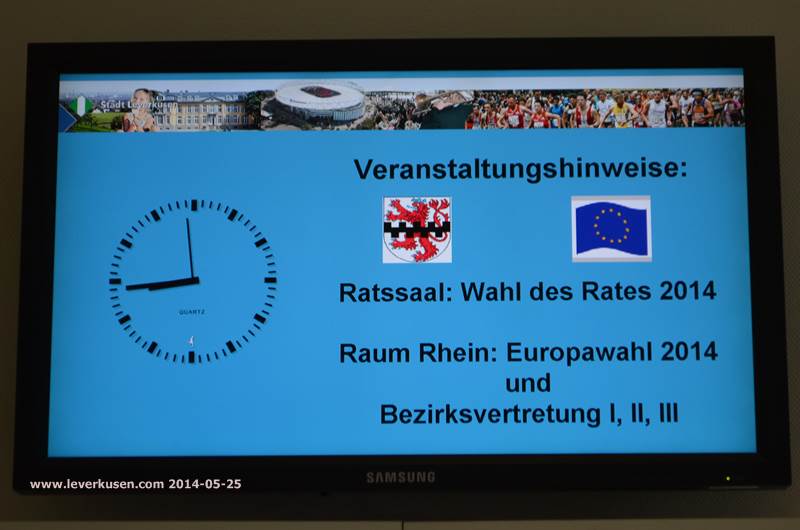 Stadt Leverkusen
Veranstaltungshinweise:
Ratssaal: Wahl des Rates 2014
Raum Rhein: Europawahl 2014
und
Bezirksvertretung I, II, III
QUARTZ
SAMSUNG
www.leverkusen.com 2014-05-25